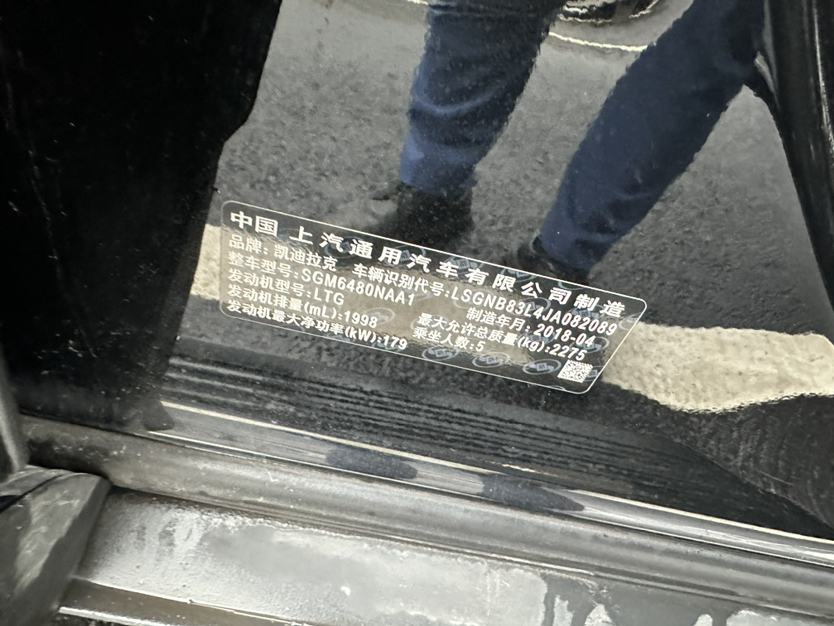 中国 上汽通用汽车有限公司制造
品牌:凯迪拉克 车辆识别代号:LSGNB83L4JA082089
整车型号:SGM6480NAA1 制造年月:2018-04
发动机型号:LTG 最大允许总质量(kg):2275
发动机排量(mL):1998 乘坐人数:5
发动机最大净功率(kW):179